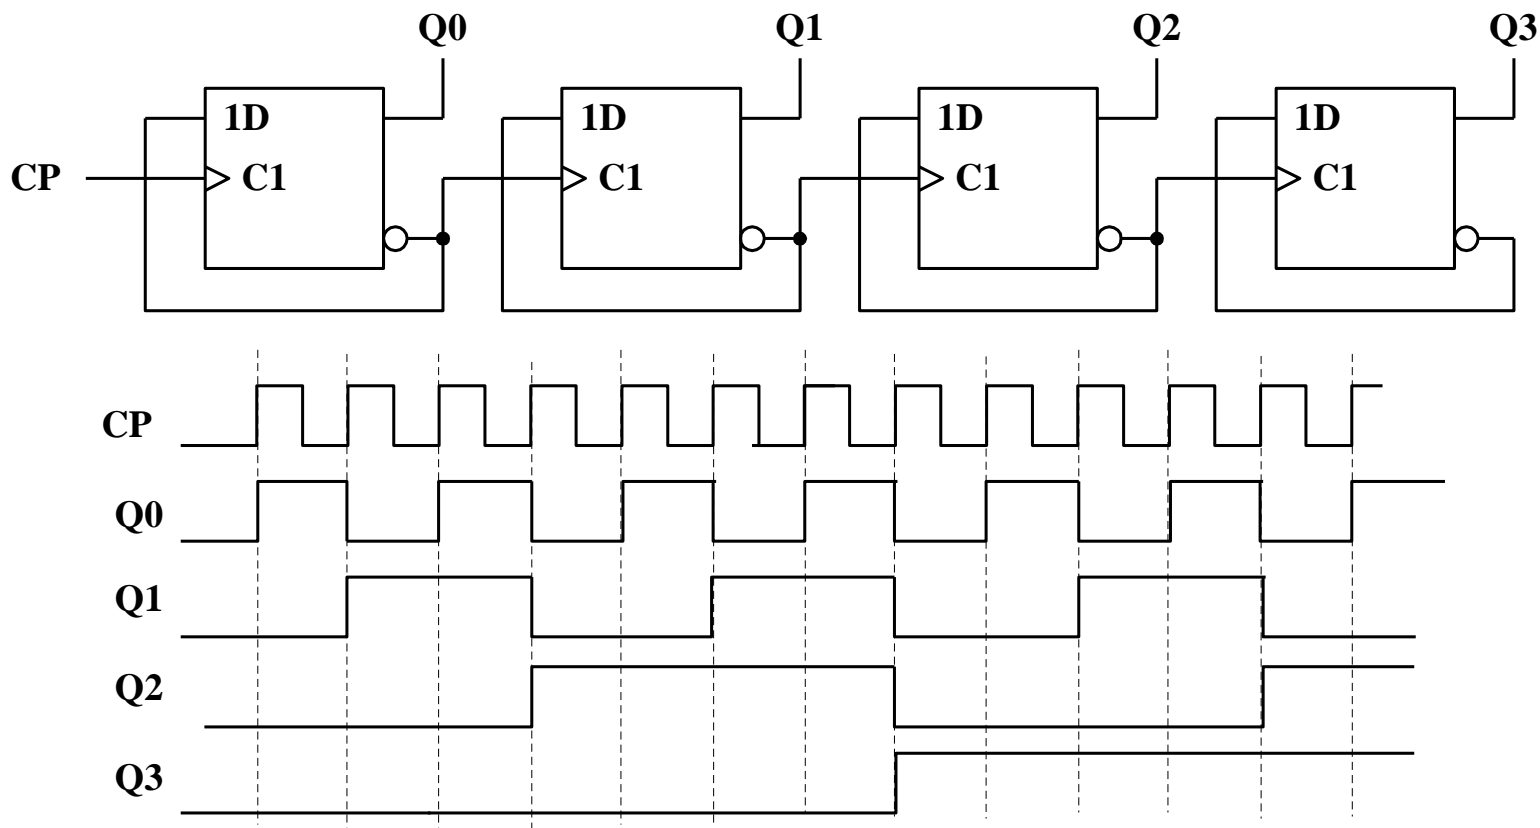 Q0 Q1 Q2 Q3
1D 1D 1D 1D
CP C1 C1 C1 C1
CP
Q0
Q1
Q2
Q3